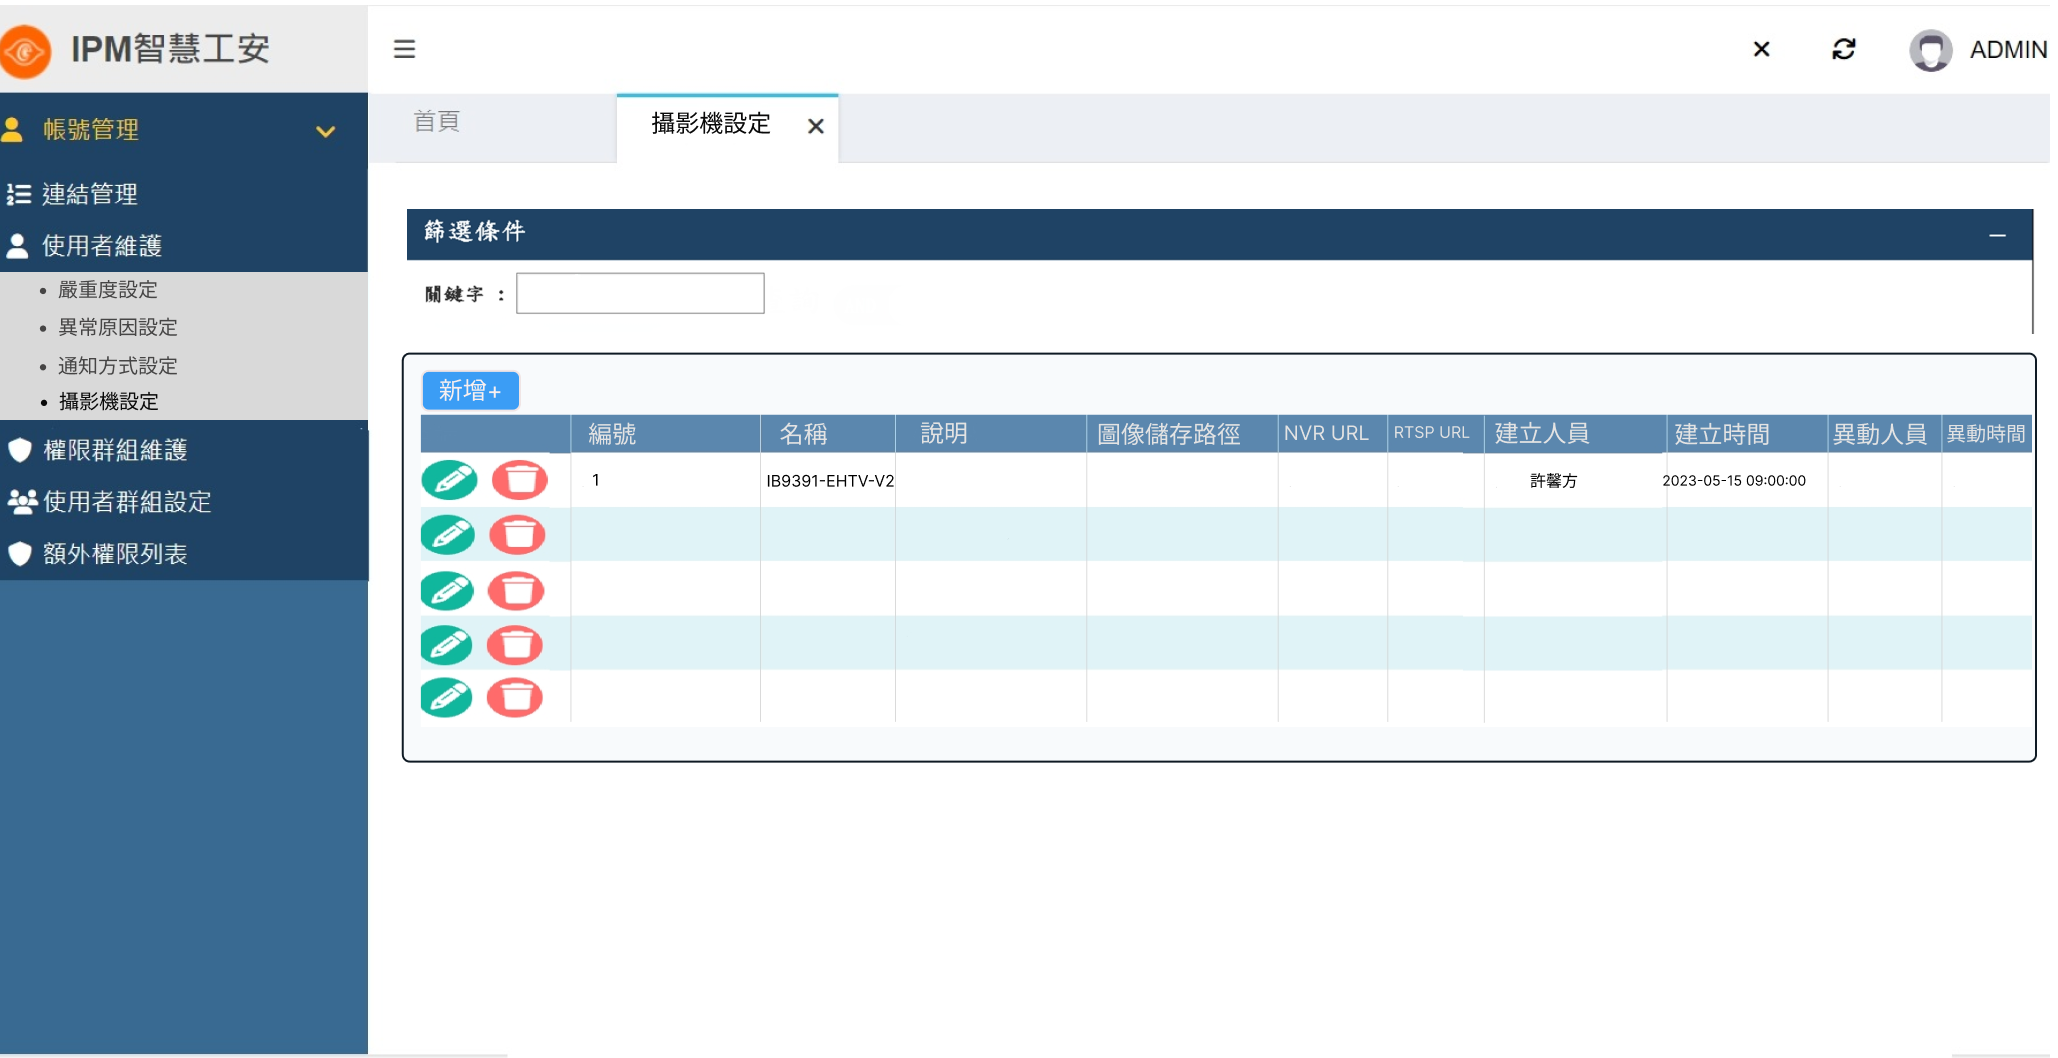 IPM智慧工安
ADMIN
帳號管理
首頁
攝影機設定
連結管理
使用者維護
嚴重度設定
異常原因設定
通知方式設定
攝影機設定
權限群組維護
使用者群組設定
額外權限列表
篩選條件
關鍵字 :
新增+
編號 名稱 說明 圖像儲存路徑 NVR URL RTSP URL 建立人員 建立時間 異動人員 異動時間
1 IB9391-EHTV-V2 許馨方 2023-05-15 09:00:00